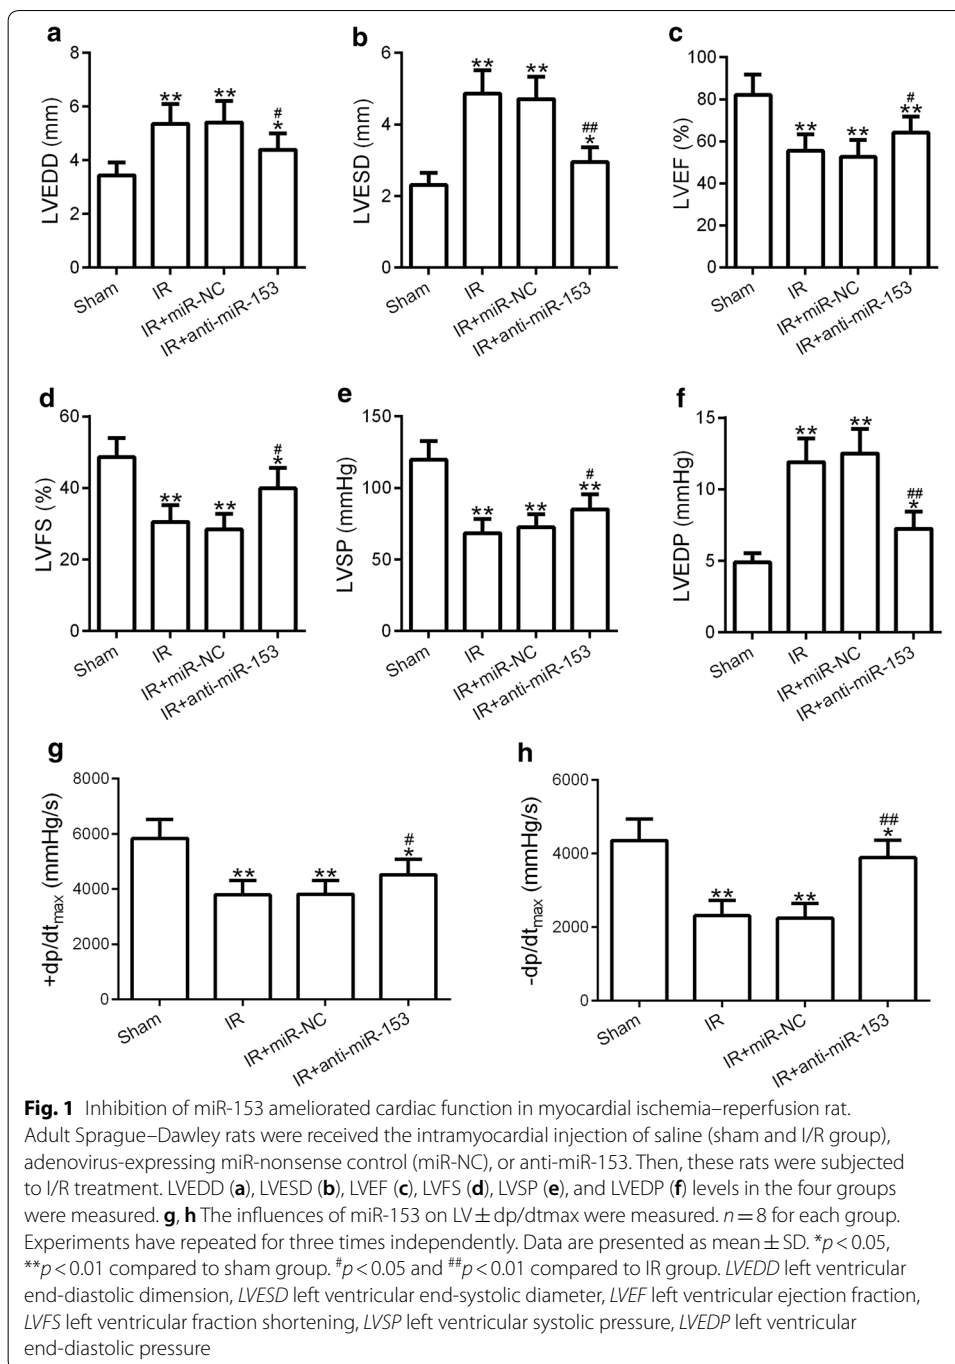 a
LVEDD (mm)
8
6
4
2
0
**
**
#
*
Sham
IR
IR+miR-NC
IR+anti-miR-153
b
LVESD (mm)
6
4
2
0
**
**
##
*
Sham
IR
IR+miR-NC
IR+anti-miR-153
c
LVEF (%)
100
80
60
40
20
0
**
**
#
**
Sham
IR
IR+miR-NC
IR+anti-miR-153
d
LVFS (%)
60
40
20
0
**
**
#
*
Sham
IR
IR+miR-NC
IR+anti-miR-153
e
LVSP (mmHg)
150
100
50
0
**
**
#
**
Sham
IR
IR+miR-NC
IR+anti-miR-153
f
LVEDP (mmHg)
15
10
5
0
**
**
##
*
Sham
IR
IR+miR-NC
IR+anti-miR-153
g
+dp/dtmax (mmHg/s)
8000
6000
4000
2000
0
**
**
#
*
Sham
IR
IR+miR-NC
IR+anti-miR-153
h
-dp/dtmax (mmHg/s)
6000
4000
2000
0
**
**
##
*
Sham
IR
IR+miR-NC
IR+anti-miR-153
Fig. 1 Inhibition of miR-153 ameliorated cardiac function in myocardial ischemia–reperfusion rat.
Adult Sprague–Dawley rats were received the intramyocardial injection of saline (sham and I/R group),
adenovirus-expressing miR-nonsense control (miR-NC), or anti-miR-153. Then, these rats were subjected
to I/R treatment. LVEDD (a), LVESD (b), LVEF (c), LVFS (d), LVSP (e), and LVEDP (f) levels in the four groups
were measured. g, h The influences of miR-153 on LV ± dp/dtmax were measured. n = 8 for each group.
Experiments have repeated for three times independently. Data are presented as mean ± SD. *p < 0.05,
**p < 0.01 compared to sham group. #p < 0.05 and ##p < 0.01 compared to IR group. LVEDD left ventricular
end-diastolic dimension, LVESD left ventricular end-systolic diameter, LVEF left ventricular ejection fraction,
LVFS left ventricular fraction shortening, LVSP left ventricular systolic pressure, LVEDP left ventricular
end-diastolic pressure